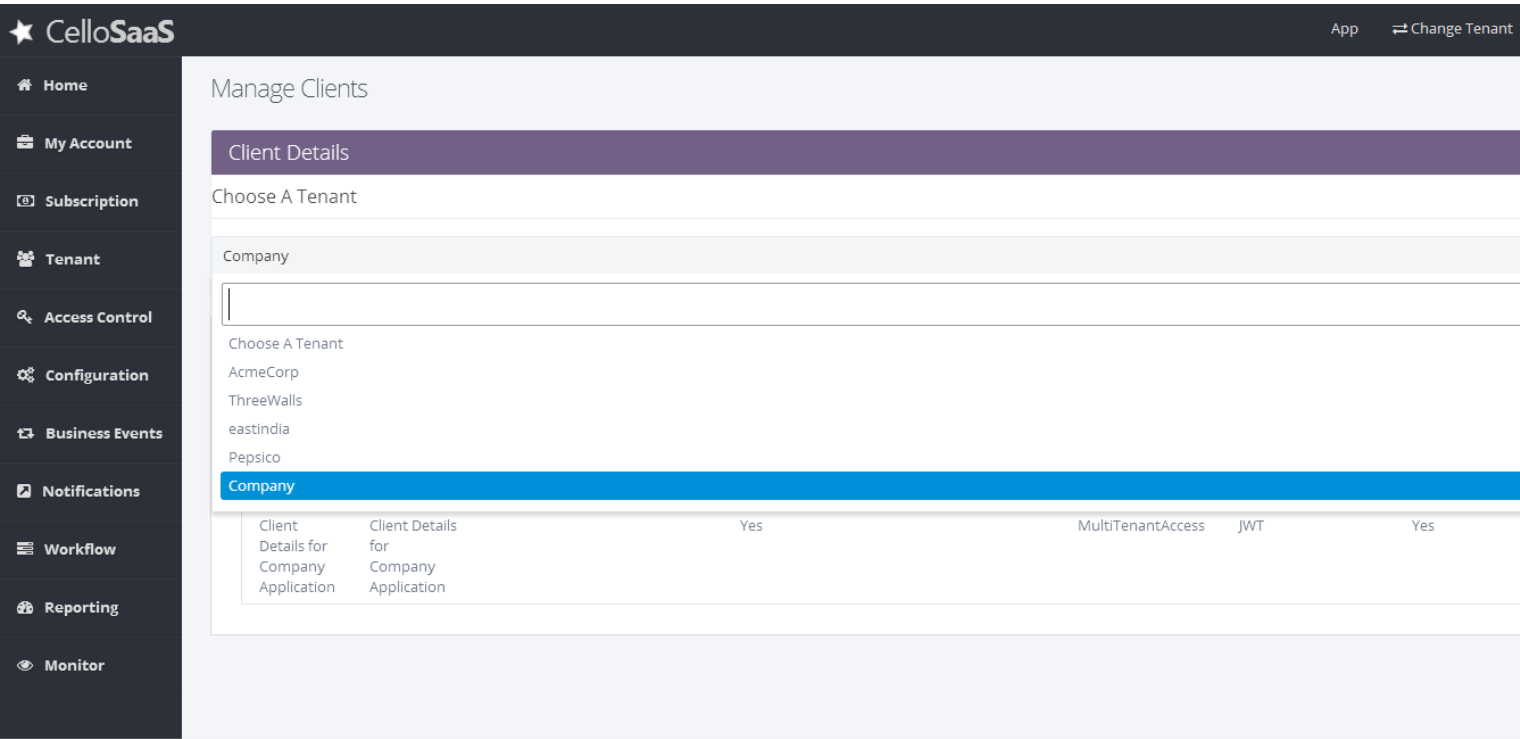 CelloSaaS
App
Change Tenant
Home
My Account
Subscription
Tenant
Access Control
Configuration
Business Events
Notifications
Workflow
Reporting
Monitor
Manage Clients
Client Details
Choose A Tenant
Company
Choose A Tenant
AcmeCorp
ThreeWalls
eastindia
Pepsico
Company
Client Details for Company Application
Client Details for Company Application
Yes
MultiTenantAccess
JWT
Yes